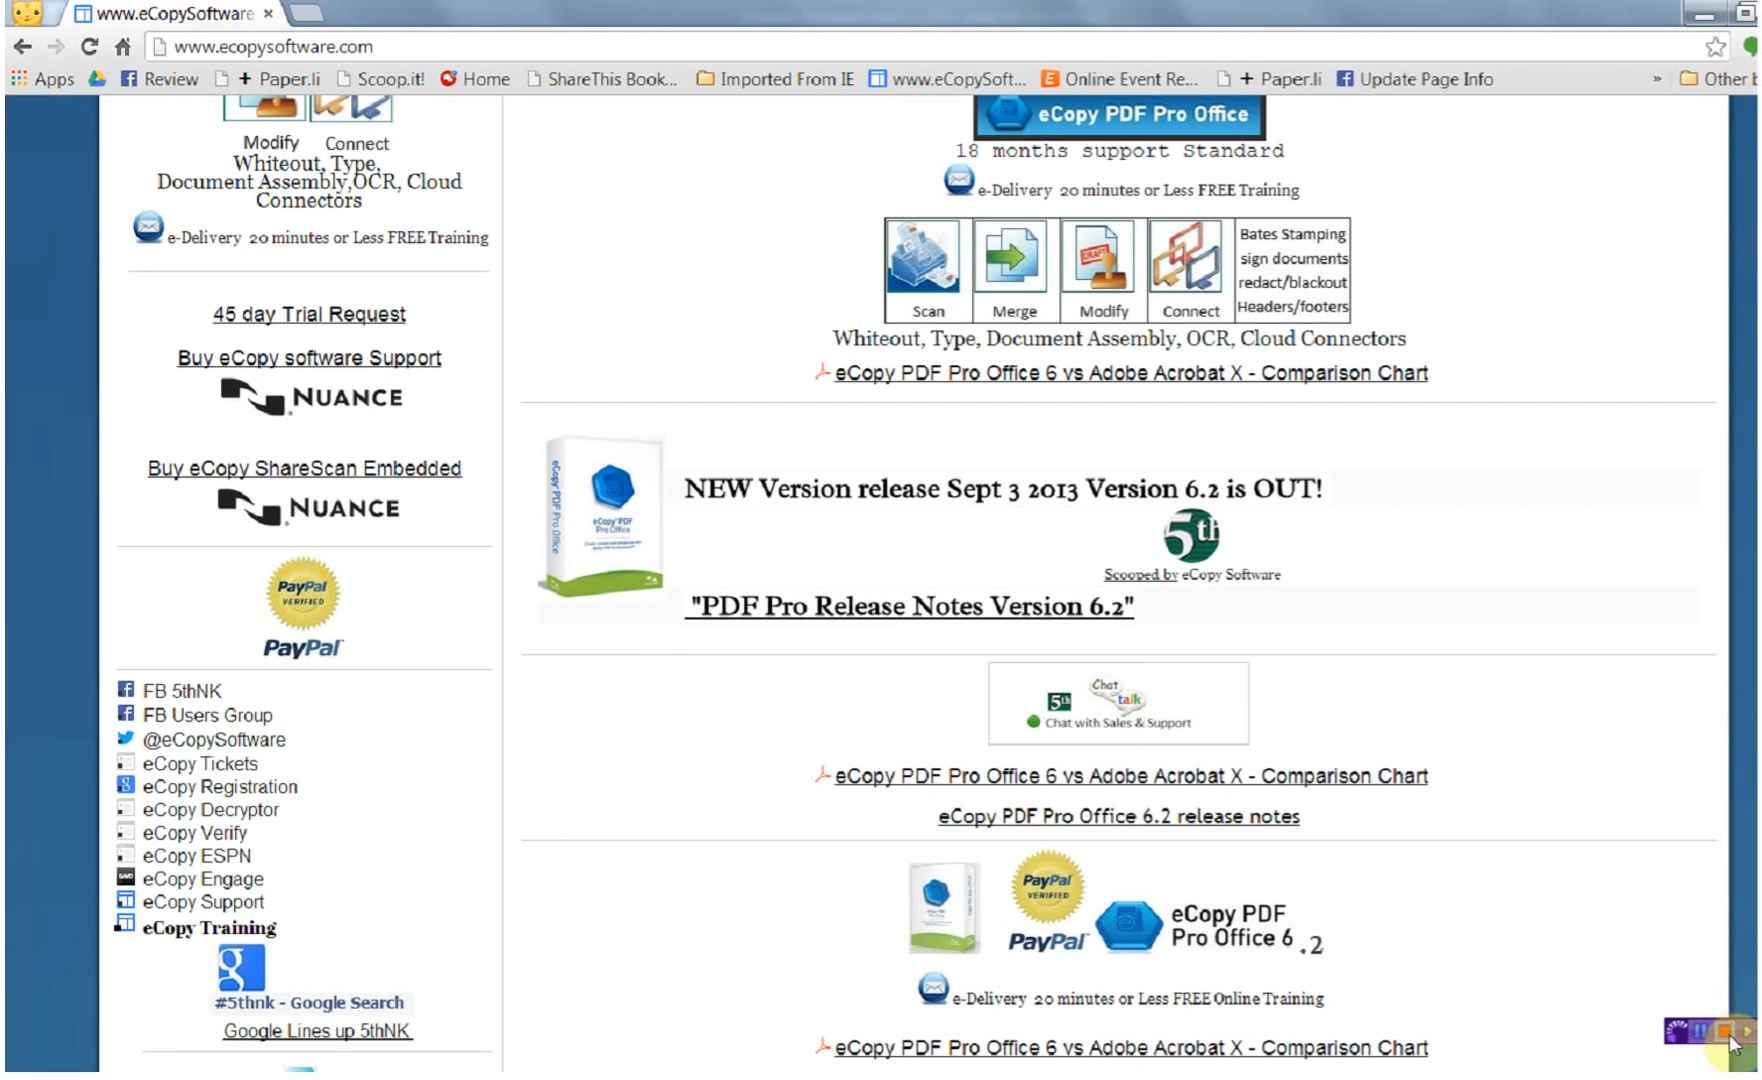 www.eCopySoftware ×
www.ecopysoftware.com
Apps
Review
+ Paper.li
Scoop.it!
Home
ShareThis Book...
Imported From IE
www.eCopySoft...
Online Event Re...
+ Paper.li
Update Page Info
»
Other b
Modify
Connect
Whiteout, Type,
Document Assembly,OCR, Cloud
Connectors
e-Delivery 20 minutes or Less FREE Training
45 day Trial Request
Buy eCopy software Support
NUANCE
Buy eCopy ShareScan Embedded
NUANCE
PayPal
VERIFIED
PayPal
FB 5thNK
FB Users Group
@eCopySoftware
eCopy Tickets
eCopy Registration
eCopy Decryptor
eCopy Verify
eCopy ESPN
eCopy Engage
eCopy Support
eCopy Training
g
#5thnk - Google Search
Google Lines up 5thNK
eCopy PDF Pro Office
18 months support Standard
e-Delivery 20 minutes or Less FREE Training
DRAFT
Scan
Merge
Modify
Connect
Bates Stamping
sign documents
redact/blackout
Headers/footers
Whiteout, Type, Document Assembly, OCR, Cloud Connectors
eCopy PDF Pro Office 6 vs Adobe Acrobat X - Comparison Chart
eCopy PDF Pro Office
eCopy PDF
Pro Office
NEW Version release Sept 3 2013 Version 6.2 is OUT!
5th
Scooped by eCopy Software
"PDF Pro Release Notes Version 6.2"
Chat
talk
5th
Chat with Sales & Support
eCopy PDF Pro Office 6 vs Adobe Acrobat X - Comparison Chart
eCopy PDF Pro Office 6.2 release notes
PayPal
VERIFIED
PayPal
eCopy PDF
Pro Office 6 .2
e-Delivery 20 minutes or Less FREE Online Training
eCopy PDF Pro Office 6 vs Adobe Acrobat X - Comparison Chart